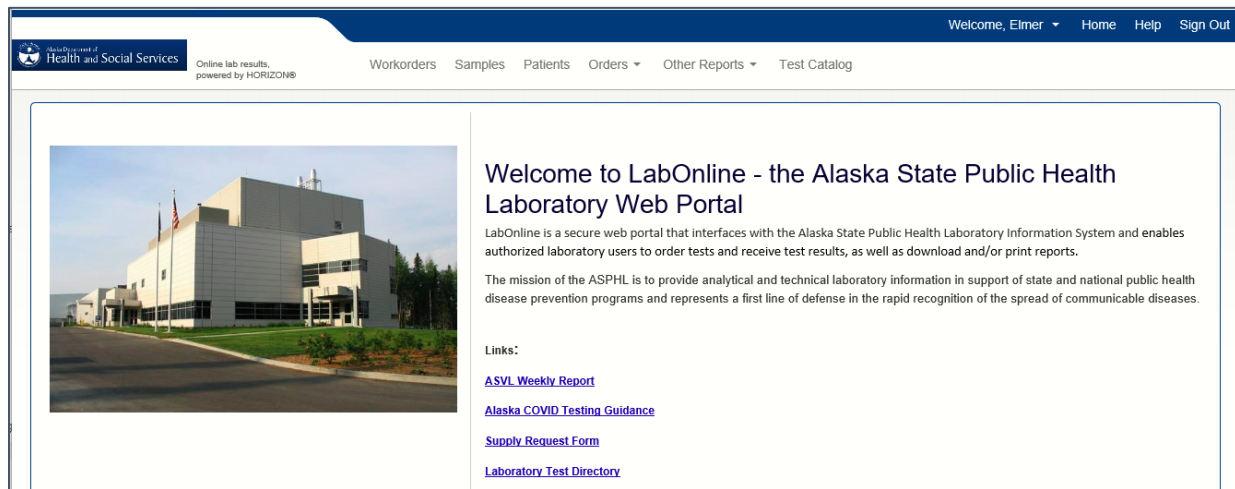 Welcome, Elmer Home Help Sign Out
Alaska Department of
Health and Social Services
Online lab results,
powered by HORIZON®
Workorders Samples Patients Orders Other Reports Test Catalog
Welcome to LabOnline - the Alaska State Public Health
Laboratory Web Portal
LabOnline is a secure web portal that interfaces with the Alaska State Public Health Laboratory Information System and enables
authorized laboratory users to order tests and receive test results, as well as download and/or print reports.
The mission of the ASPHL is to provide analytical and technical laboratory information in support of state and national public health
disease prevention programs and represents a first line of defense in the rapid recognition of the spread of communicable diseases.
Links:
ASVL Weekly Report
Alaska COVID Testing Guidance
Supply Request Form
Laboratory Test Directory